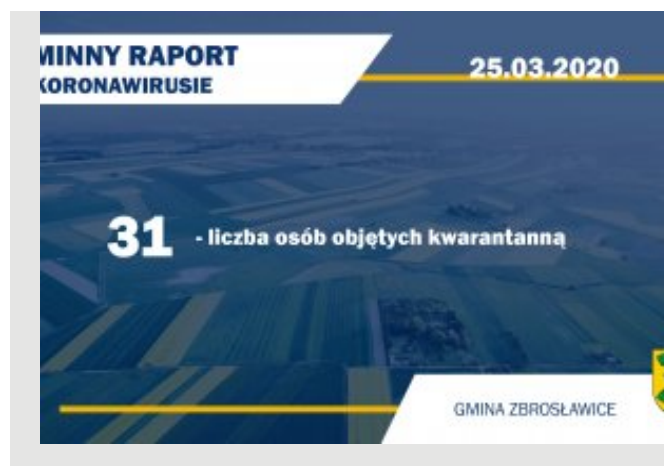 MINNY RAPORT
KORONAWIRUSIE
25.03.2020
31 - liczba osób objętych kwarantanną
GMINA ZBROSŁAWICE